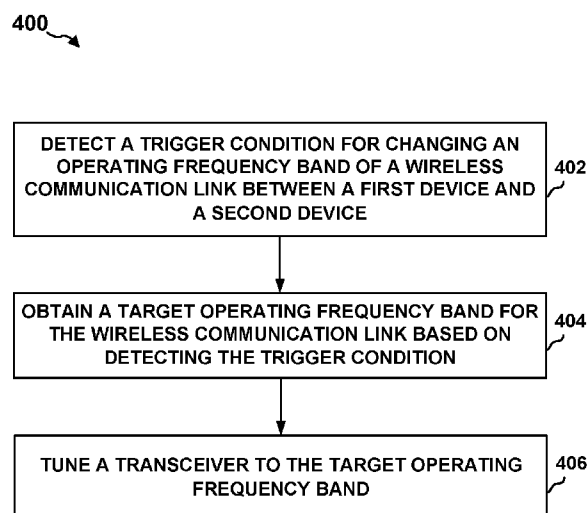 400
DETECT A TRIGGER CONDITION FOR CHANGING AN
OPERATING FREQUENCY BAND OF A WIRELESS
COMMUNICATION LINK BETWEEN A FIRST DEVICE AND
A SECOND DEVICE
402
OBTAIN A TARGET OPERATING FREQUENCY BAND FOR
THE WIRELESS COMMUNICATION LINK BASED ON
DETECTING THE TRIGGER CONDITION
404
TUNE A TRANSCEIVER TO THE TARGET OPERATING
FREQUENCY BAND
406